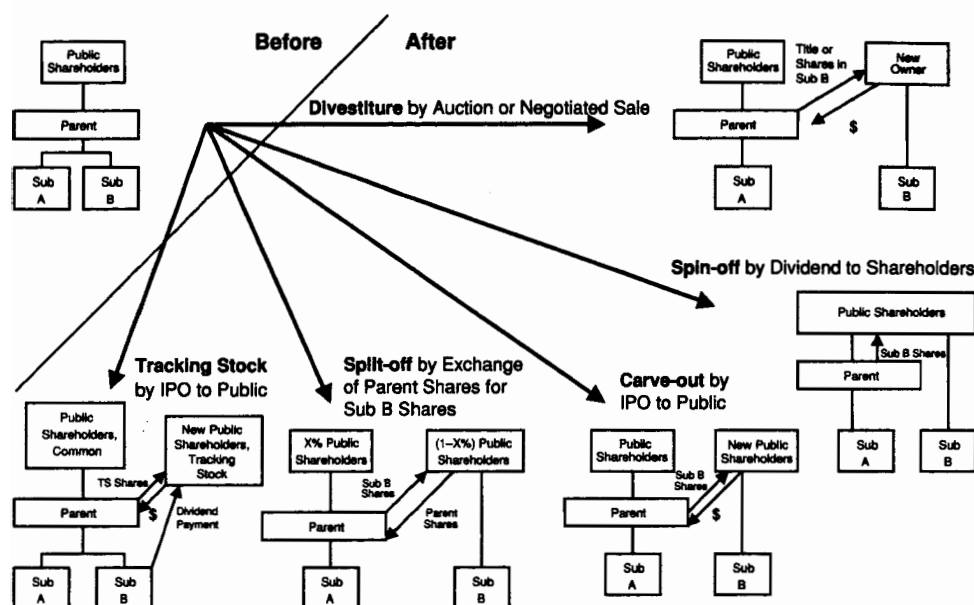 Before
After
Public
Shareholders
Parent
Sub
A
Sub
B
Divestiture by Auction or Negotiated Sale
Public
Shareholders
Title or
Shares in
Sub B
New
Owner
Parent
$
Sub
A
Sub
B
Spin-off by Dividend to Shareholders
Public Shareholders
Sub B Shares
Parent
Sub
A
Sub
B
Tracking Stock
by IPO to Public
Public
Shareholders,
Common
New Public
Shareholders,
Tracking
Stock
TS Shares
Parent
$
Dividend
Payment
Sub
A
Sub
B
Split-off by Exchange
of Parent Shares for
Sub B Shares
X% Public
Shareholders
(1–X%) Public
Shareholders
Sub B
Shares
Parent
Parent
Shares
Sub
A
Sub
B
Carve-out by
IPO to Public
Public
Shareholders
New Public
Shareholders
Sub B
Shares
Parent
$
Sub
A
Sub
B